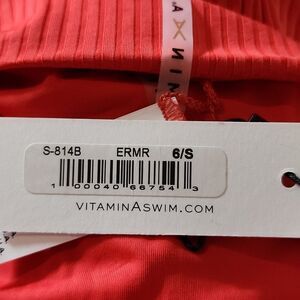 S-814B ERMR 6/S
1 00040 66754 3
VITAMINASWIM.COM